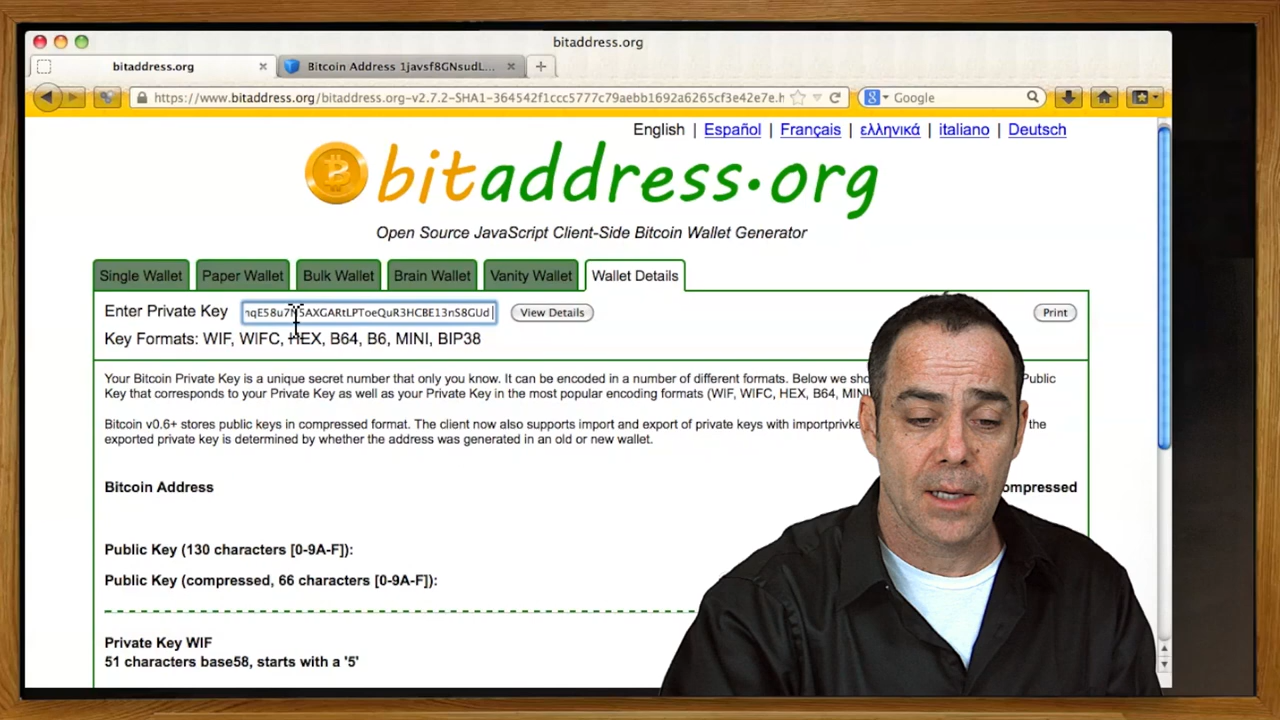 bitaddress.org
bitaddress.org
Bitcoin Address 1javsf8GNsudL...
https://www.bitaddress.org/bitaddress.org-v2.7.2-SHA1-364542f1ccc5777c79aebb1692a6265cf3e42e7e.h
Google
English | Español | Français | ελληνικά | italiano | Deutsch
bitaddress.org
Open Source JavaScript Client-Side Bitcoin Wallet Generator
Single Wallet Paper Wallet Bulk Wallet Brain Wallet Vanity Wallet Wallet Details
Enter Private Key View Details Print
Key Formats: WIF, WIFC, HEX, B64, B6, MINI, BIP38
Your Bitcoin Private Key is a unique secret number that only you know. It can be encoded in a number of different formats. Below we sho Public
Key that corresponds to your Private Key as well as your Private Key in the most popular encoding formats (WIF, WIFC, HEX, B64, MINI
Bitcoin v0.6+ stores public keys in compressed format. The client now also supports import and export of private keys with importprivke the
exported private key is determined by whether the address was generated in an old or new wallet.
Bitcoin Address ompressed
Public Key (130 characters [0-9A-F]):
Public Key (compressed, 66 characters [0-9A-F]):
Private Key WIF
51 characters base58, starts with a '5'